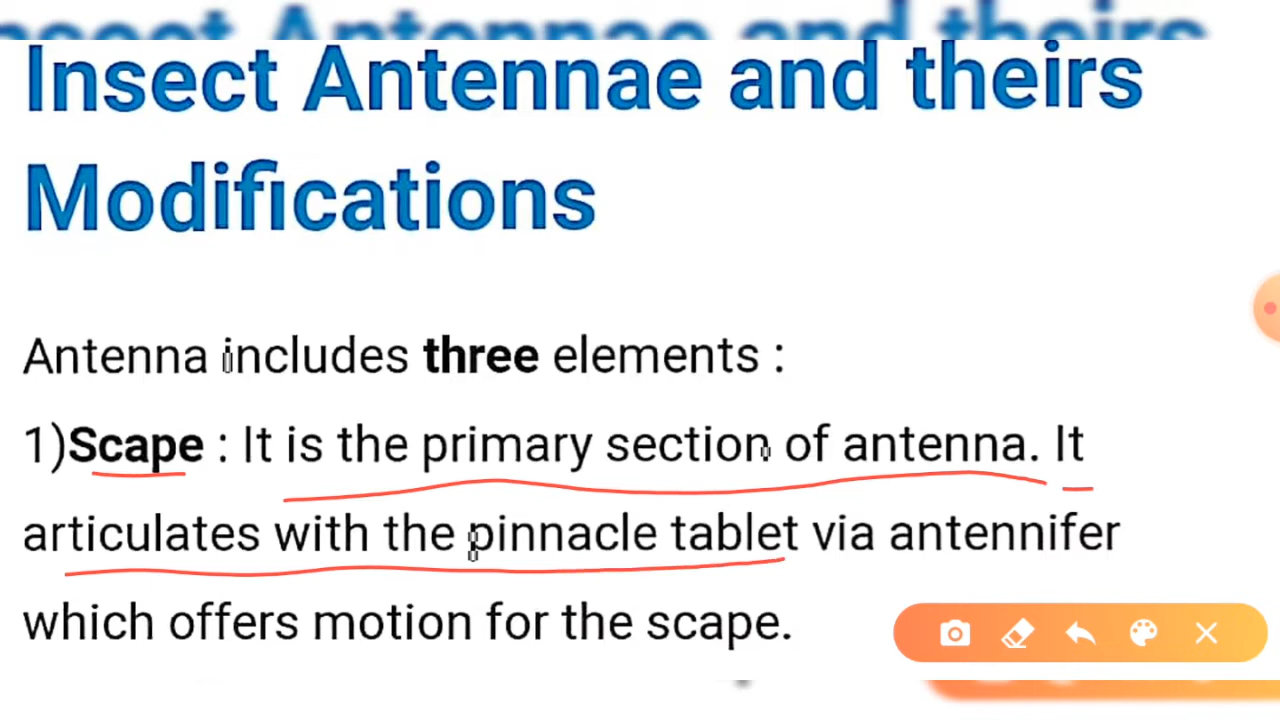 Insect Antennae and theirs
Modifications
Antenna includes three elements :
1)Scape : It is the primary section of antenna. It
articulates with the pinnacle tablet via antennifer
which offers motion for the scape.